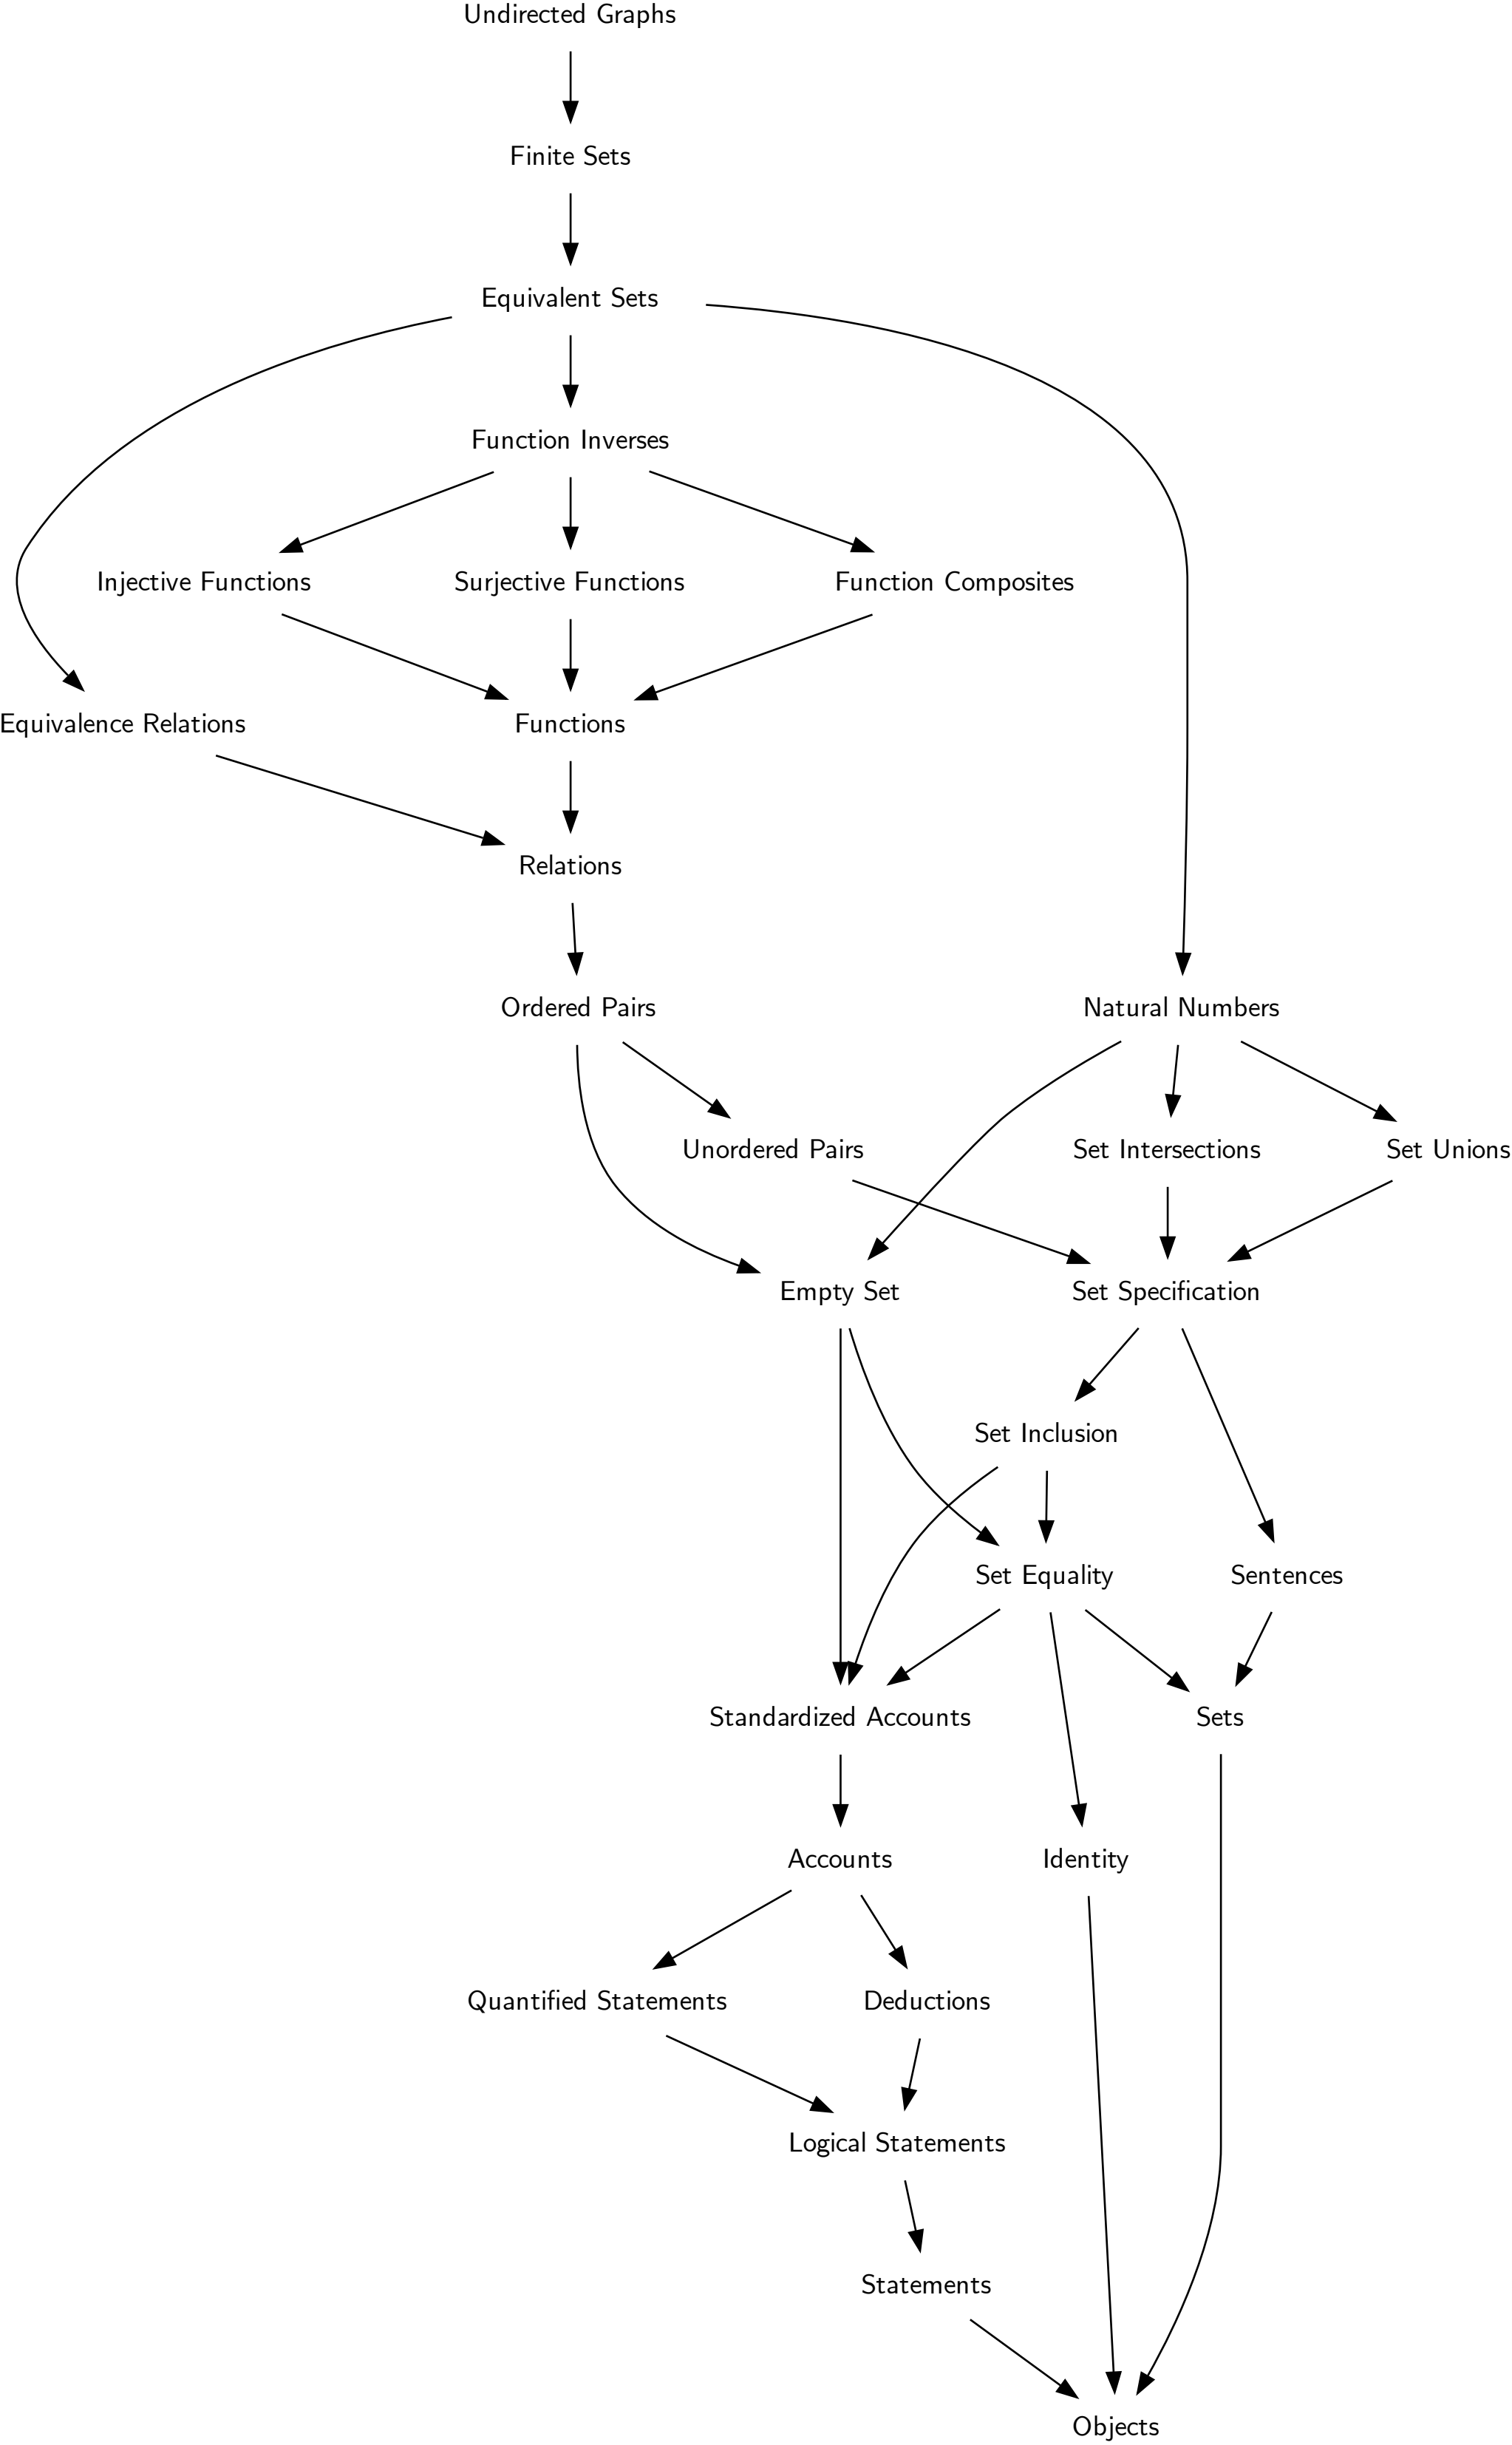 Undirected Graphs
Finite Sets
Equivalent Sets
Function Inverses
Injective Functions
Surjective Functions
Function Composites
Equivalence Relations
Functions
Relations
Ordered Pairs
Natural Numbers
Unordered Pairs
Set Intersections
Set Unions
Empty Set
Set Specification
Set Inclusion
Set Equality
Sentences
Standardized Accounts
Sets
Accounts
Identity
Quantified Statements
Deductions
Logical Statements
Statements
Objects